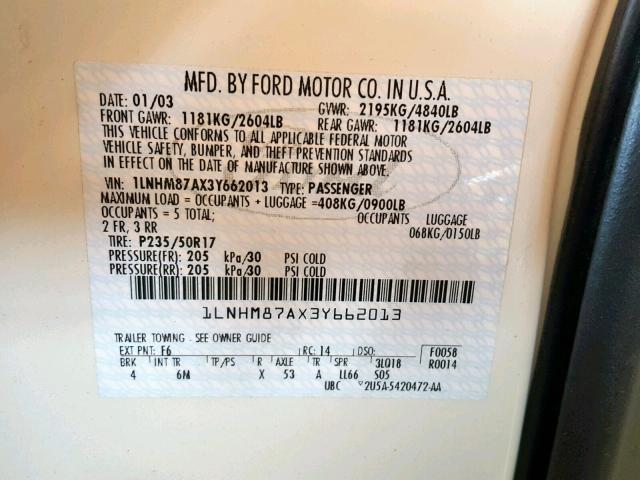 MFD. BY FORD MOTOR CO. IN U.S.A.
DATE: 01/03 GVWR: 2195KG/4840LB
FRONT GAWR: 1181KG/2604LB REAR GAWR: 1181KG/2604LB
THIS VEHICLE CONFORMS TO ALL APPLICABLE FEDERAL MOTOR
VEHICLE SAFETY, BUMPER, AND THEFT PREVENTION STANDARDS
IN EFFECT ON THE DATE OF MANUFACTURE SHOWN ABOVE.
VIN: 1LNHM87AX3Y662013 TYPE: PASSENGER
MAXIMUM LOAD = OCCUPANTS + LUGGAGE = 408KG/0900LB
OCCUPANTS = 5 TOTAL; OCCUPANTS LUGGAGE
2 FR, 3 RR 068KG/0150LB
TIRE: P235/50R17
PRESSURE(FR): 205 kPa/30 PSI COLD
PRESSURE(RR): 205 kPa/30 PSI COLD
1LNHM87AX3Y662013
TRAILER TOWING - SEE OWNER GUIDE
EXT PNT: F6 RC: 14 DSO: F0058
BRK INT TR TP/PS R AXLE TR SPR 3LQ18 R0014
4 6M X 53 A LL66 S05
UBC 2U5A-5420472-AA